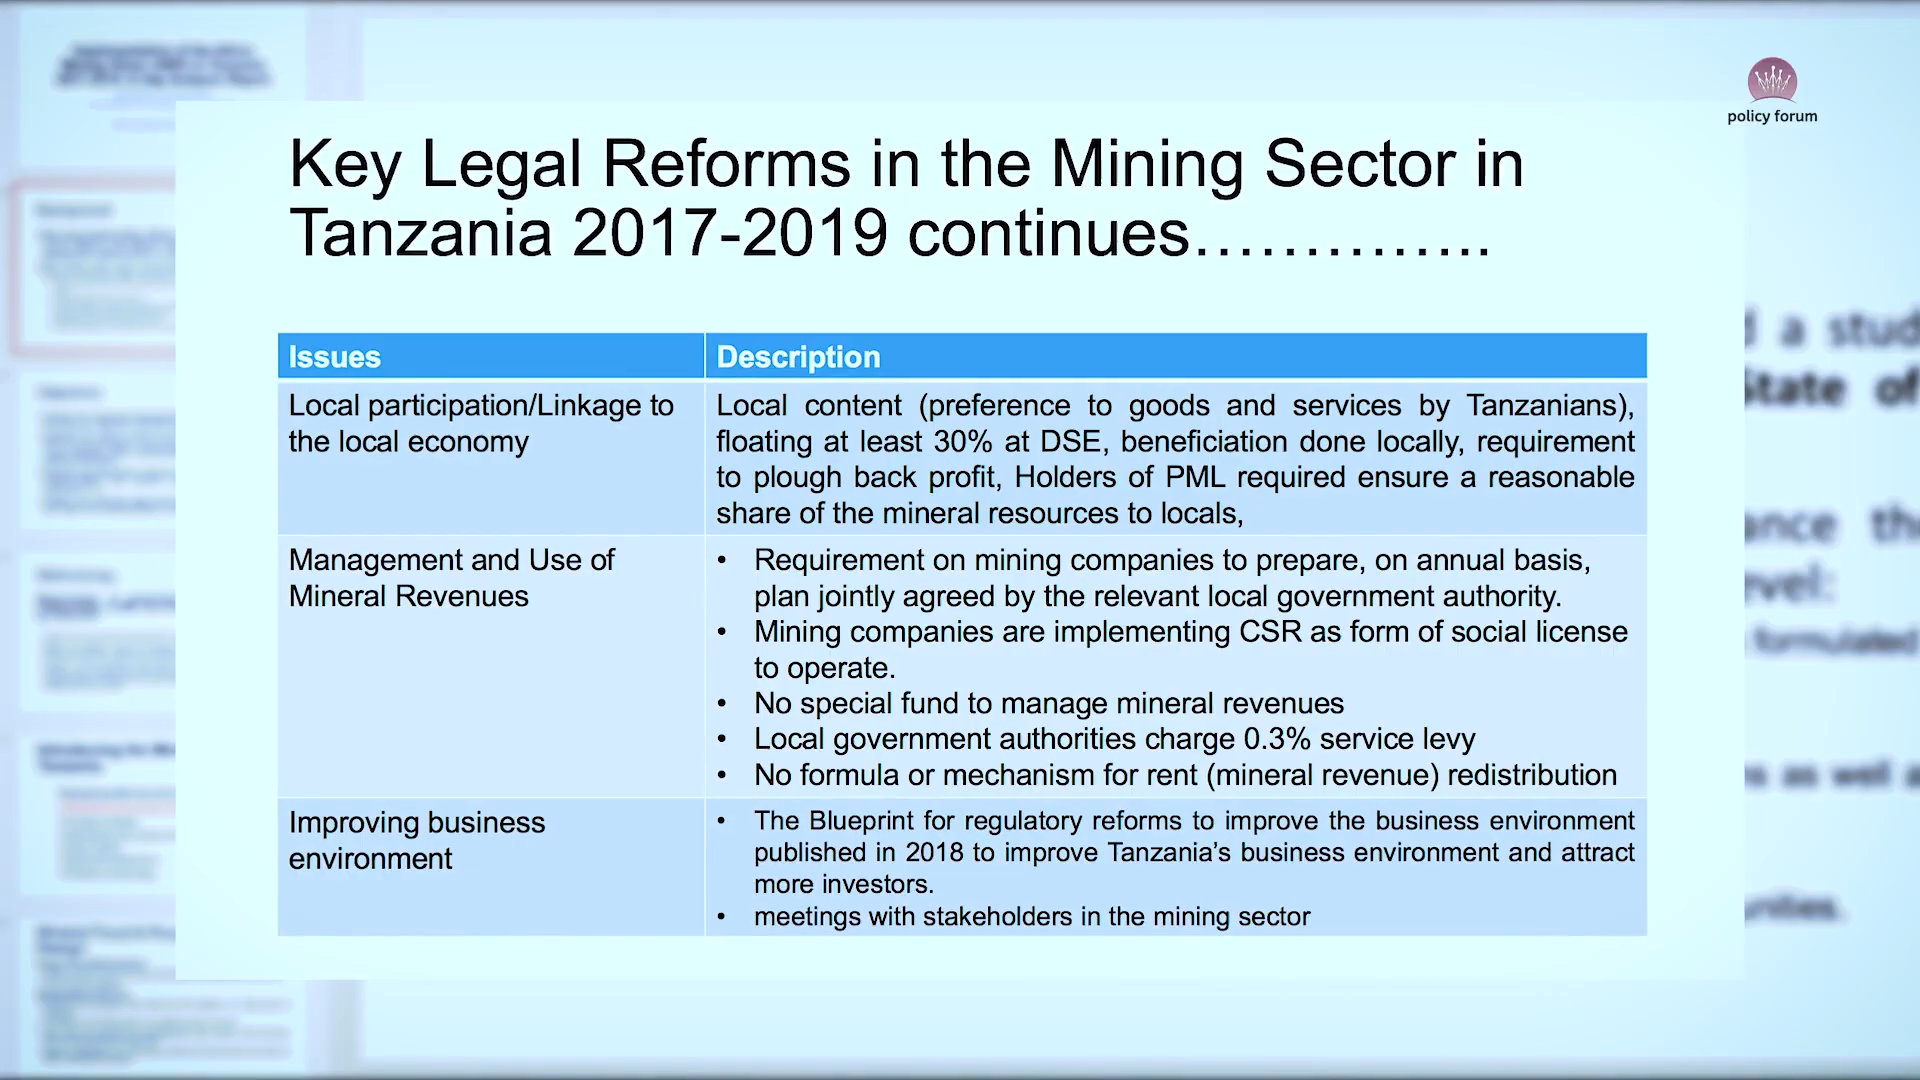 policy forum
Key Legal Reforms in the Mining Sector in
Tanzania 2017-2019 continues…………..
Issues
Description
Local participation/Linkage to
the local economy
Local content (preference to goods and services by Tanzanians),
floating at least 30% at DSE, beneficiation done locally, requirement
to plough back profit, Holders of PML required ensure a reasonable
share of the mineral resources to locals,
Management and Use of
Mineral Revenues
• Requirement on mining companies to prepare, on annual basis,
plan jointly agreed by the relevant local government authority.
• Mining companies are implementing CSR as form of social license
to operate.
• No special fund to manage mineral revenues
• Local government authorities charge 0.3% service levy
• No formula or mechanism for rent (mineral revenue) redistribution
Improving business
environment
• The Blueprint for regulatory reforms to improve the business environment
published in 2018 to improve Tanzania’s business environment and attract
more investors.
• meetings with stakeholders in the mining sector
a stud
State of
formulated
as well a